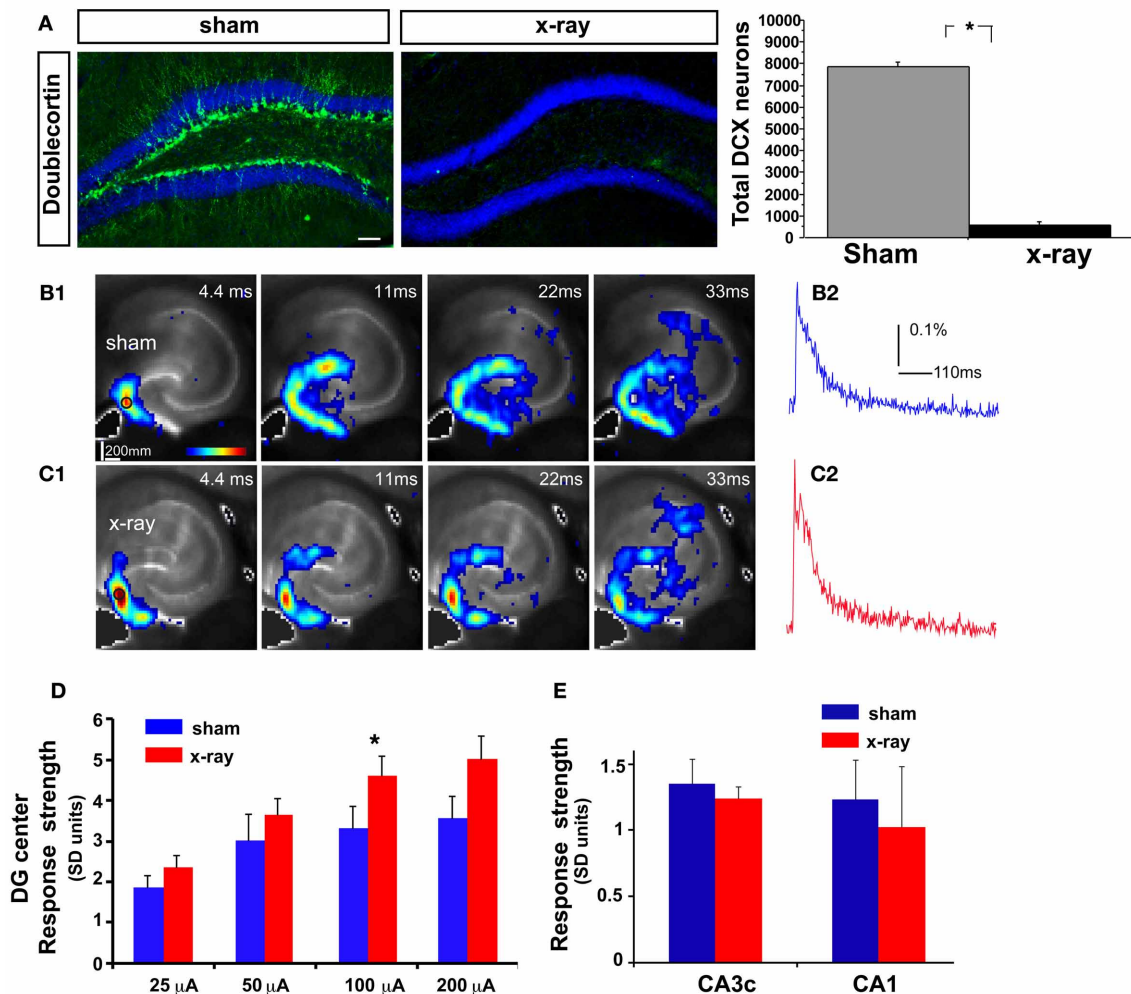 A
sham
x-ray
Doublecortin
Total DCX neurons
10000
9000
8000
7000
6000
5000
4000
3000
2000
1000
0
*
Sham
x-ray
B1
4.4 ms
11ms
22ms
33ms
sham
200mm
B2
0.1%
110ms
C1
4.4 ms
11ms
22ms
33ms
x-ray
C2
D
sham
x-ray
DG center
Response strength
(SD units)
6
5
4
3
2
1
0
*
25 µA
50 µA
100 µA
200 µA
E
sham
x-ray
Response strength
(SD units)
1.5
1
0.5
0
CA3c
CA1